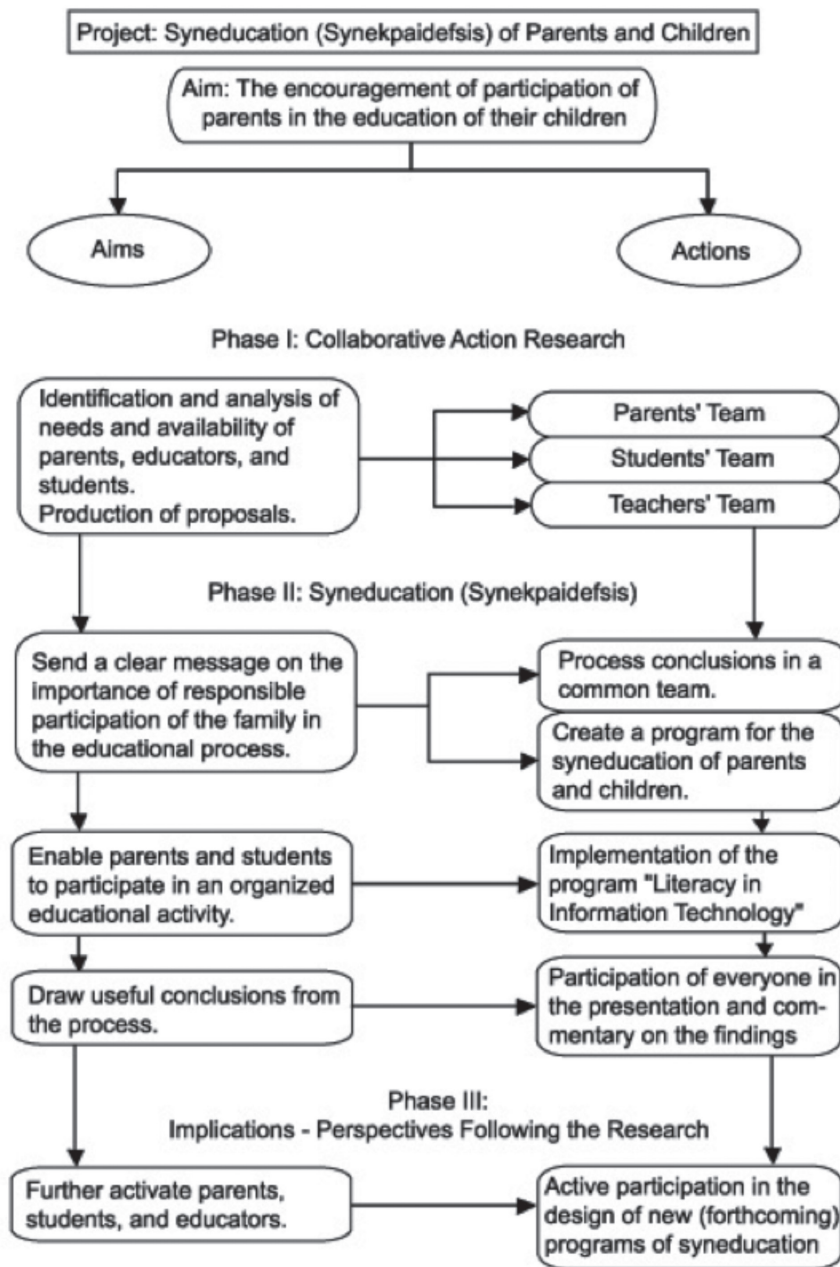 Project: Syneducation (Synekpaidefsis) of Parents and Children
Aim: The encouragement of participation of
parents in the education of their children
Aims
Actions
Phase I: Collaborative Action Research
Identification and analysis of
needs and availability of
parents, educators, and
students.
Production of proposals.
Parents' Team
Students' Team
Teachers' Team
Phase II: Syneducation (Synekpaidefsis)
Send a clear message on the
importance of responsible
participation of the family in
the educational process.
Process conclusions in a
common team.
Create a program for the
syneducation of parents
and children.
Enable parents and students
to participate in an organized
educational activity.
Implementation of the
program "Literacy in
Information Technology"
Draw useful conclusions from
the process.
Participation of everyone in
the presentation and com-
mentary on the findings
Phase III:
Implications - Perspectives Following the Research
Further activate parents,
students, and educators.
Active participation in the
design of new (forthcoming)
programs of syneducation